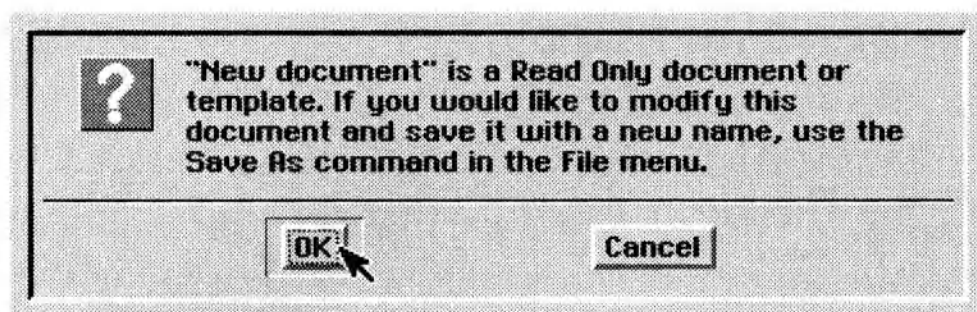 "New document" is a Read Only document or
template. If you would like to modify this
document and save it with a new name, use the
Save As command in the File menu.
OK
Cancel